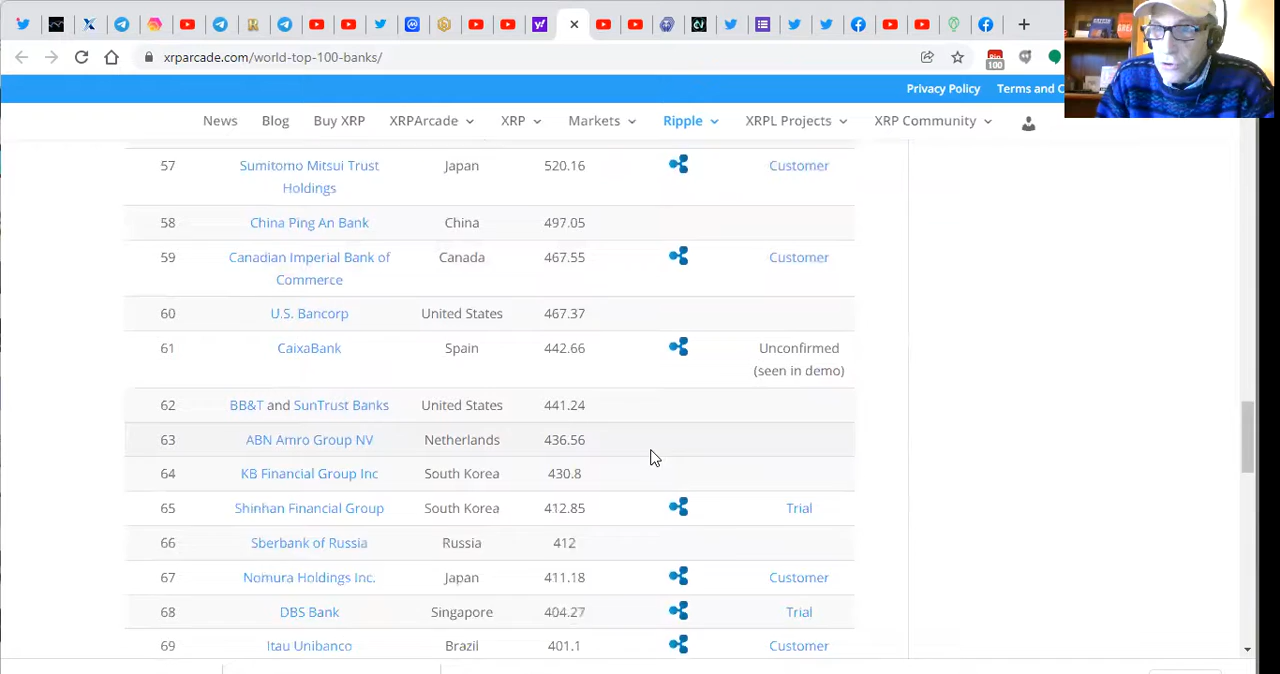 xrparcade.com/world-top-100-banks/
100
Privacy Policy Terms and C
News Blog Buy XRP XRPArcade XRP Markets Ripple XRPL Projects XRP Community
57 Sumitomo Mitsui Trust Holdings Japan 520.16 Customer
58 China Ping An Bank China 497.05
59 Canadian Imperial Bank of Commerce Canada 467.55 Customer
60 U.S. Bancorp United States 467.37
61 CaixaBank Spain 442.66 Unconfirmed (seen in demo)
62 BB&T and SunTrust Banks United States 441.24
63 ABN Amro Group NV Netherlands 436.56
64 KB Financial Group Inc South Korea 430.8
65 Shinhan Financial Group South Korea 412.85 Trial
66 Sberbank of Russia Russia 412
67 Nomura Holdings Inc. Japan 411.18 Customer
68 DBS Bank Singapore 404.27 Trial
69 Itau Unibanco Brazil 401.1 Customer